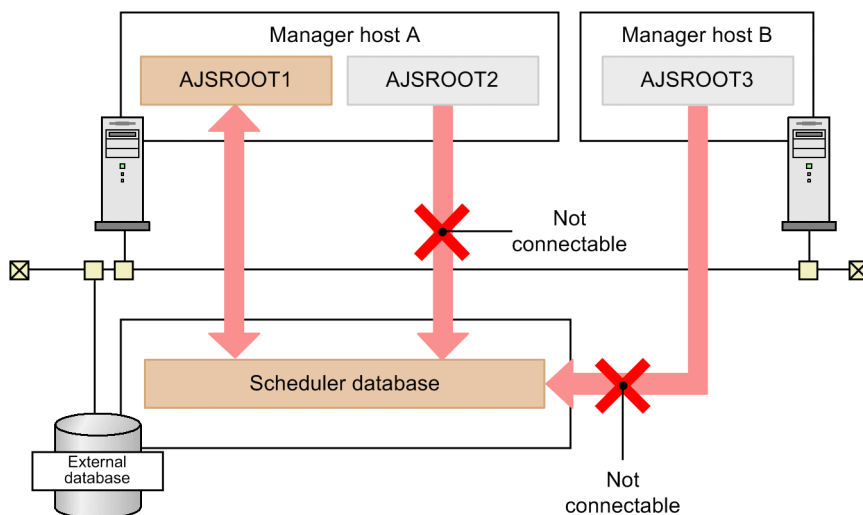 Manager host A
Manager host B
AJSROOT1
AJSROOT2
AJSROOT3
Not
connectable
Scheduler database
External
database
Not
connectable